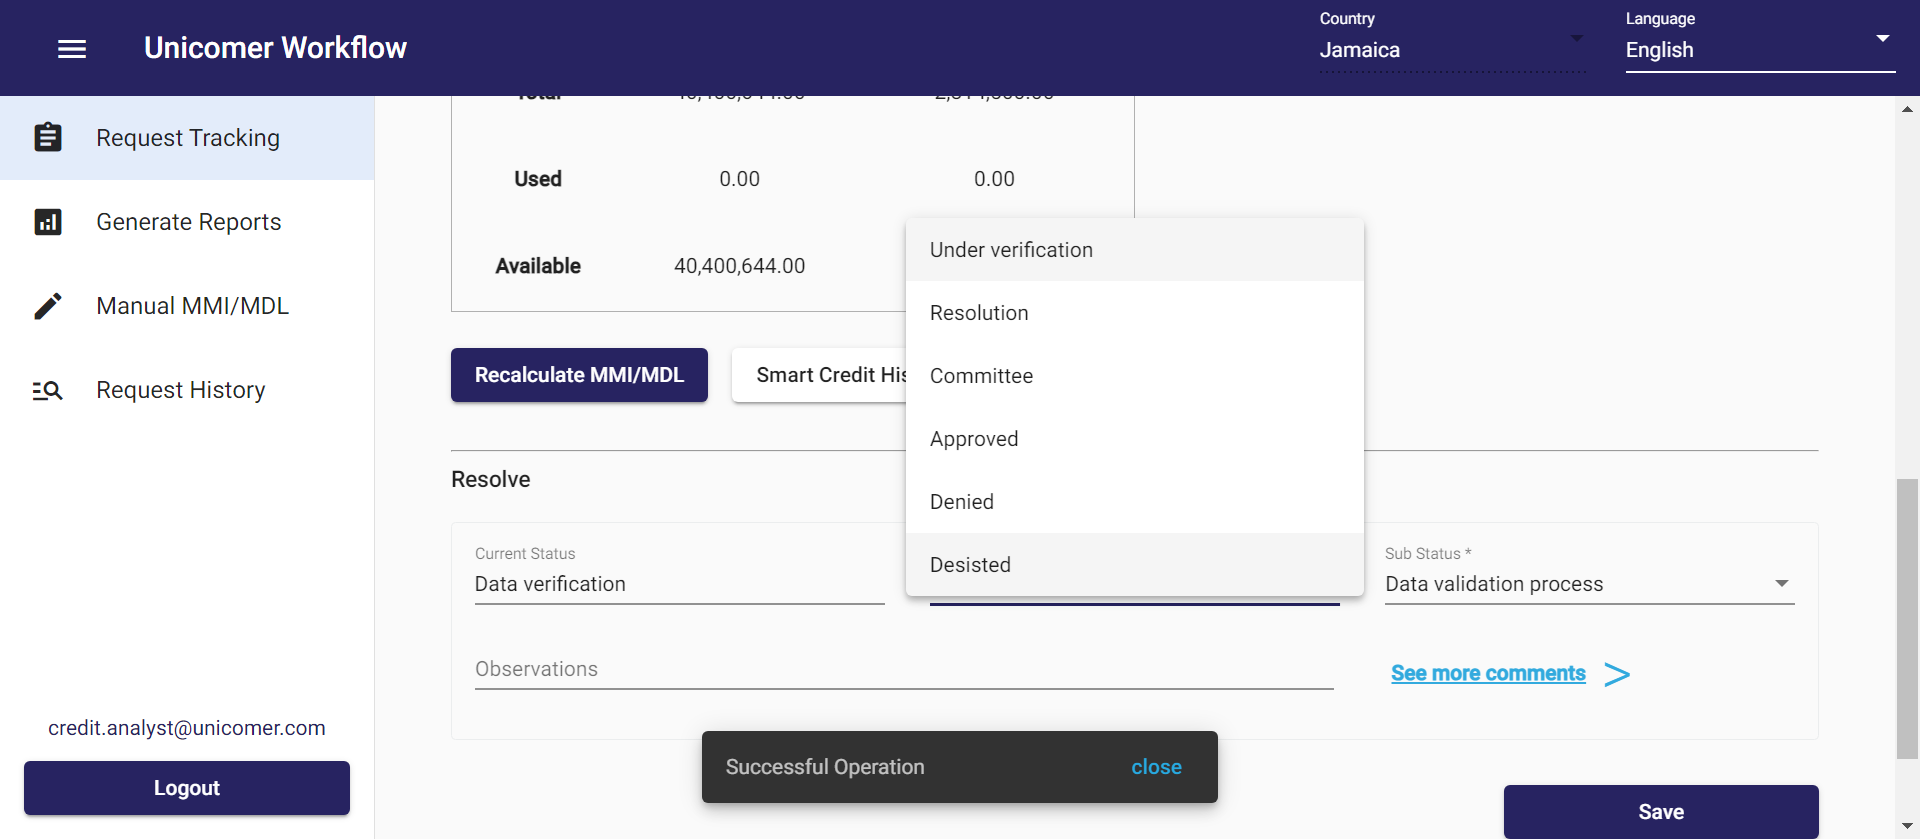 Unicomer Workflow
Country
Jamaica
Language
English
Request Tracking
Generate Reports
Manual MMI/MDL
Request History
credit.analyst@unicomer.com
Logout
Total
Used 0.00 0.00
Available 40,400,644.00
Recalculate MMI/MDL
Smart Credit His
Under verification
Resolution
Committee
Approved
Denied
Desisted
Resolve
Current Status
Data verification
Sub Status *
Data validation process
Observations
See more comments >
Successful Operation close
Save